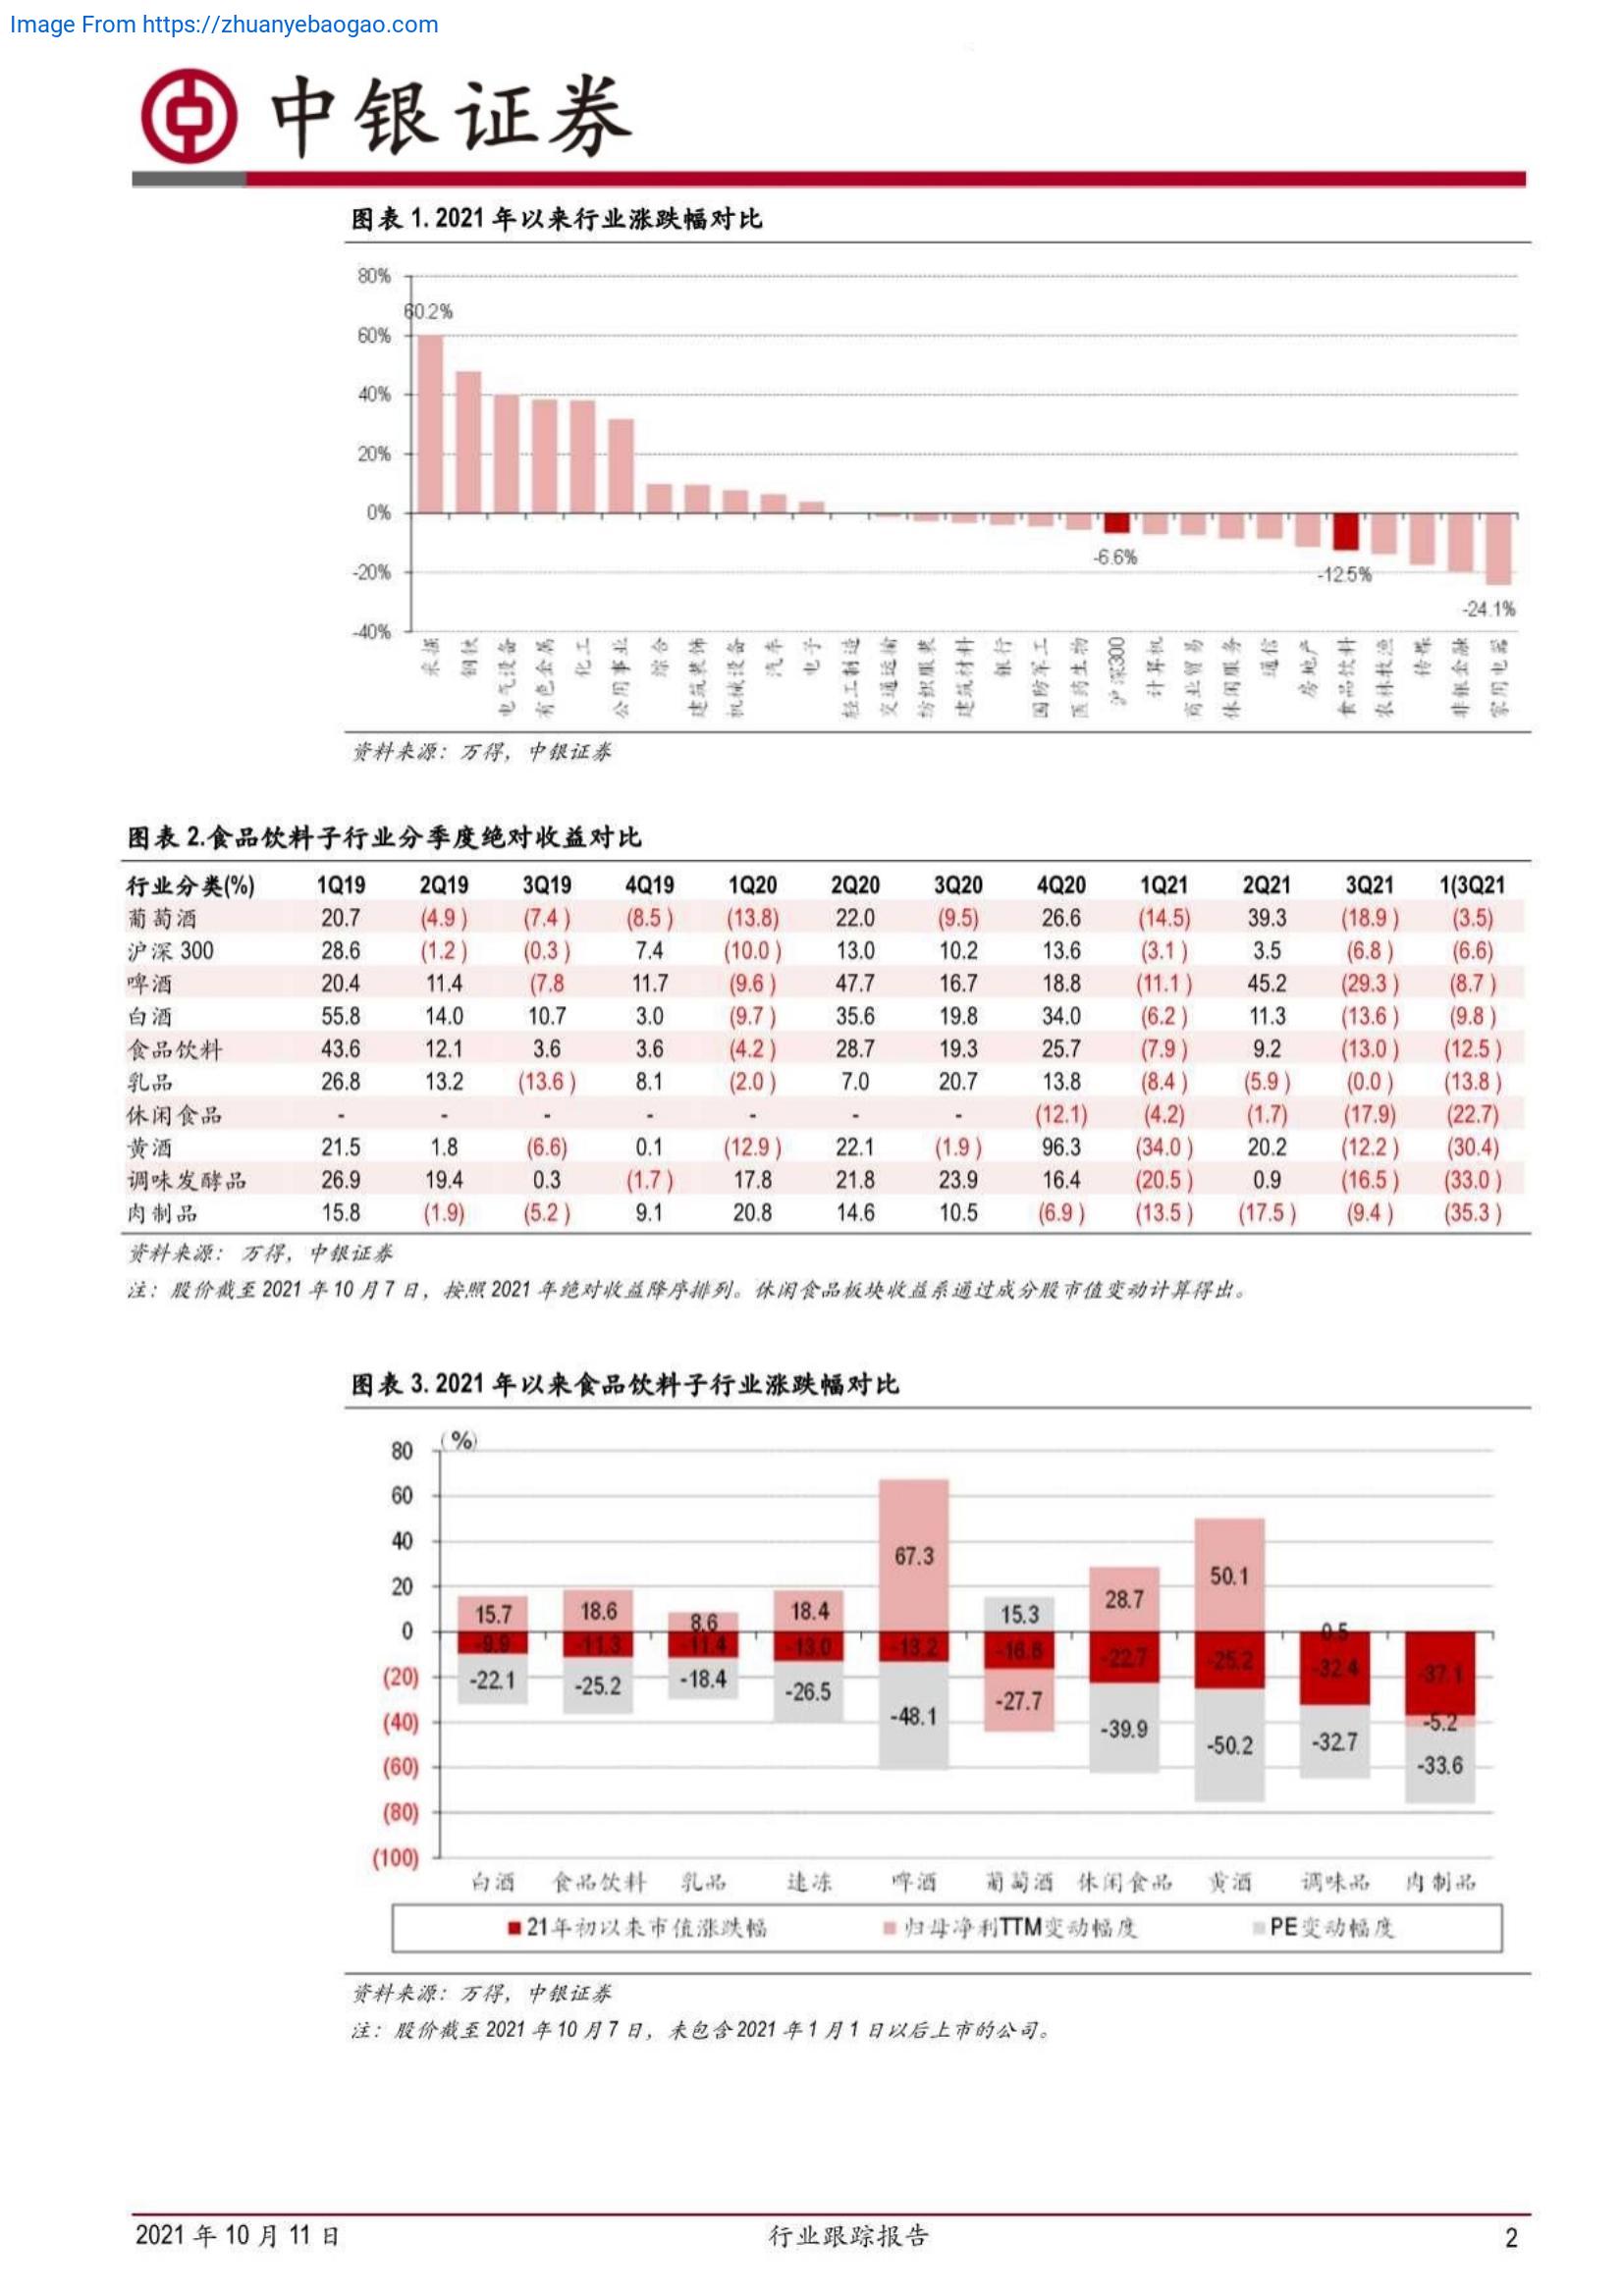 Image From https://zhuanyebaogao.com
中银证券
图表 1. 2021 年以来行业涨跌幅对比
80%
60.2%
60%
40%
20%
0%
-6.6%
-20%
-12.5%
-24.1%
-40%
采掘 钢铁 电气设备 有色金属 化工 公用事业 综合 建筑装饰 机械设备 汽车 电子 轻工制造 交通运输 纺织服装 建筑材料 银行 国防军工 医药生物 沪深300 计算机 商业贸易 休闲服务 通信 房地产 食品饮料 农林牧渔 传媒 非银金融 家用电器
资料来源：万得，中银证券
图表 2.食品饮料子行业分季度绝对收益对比
行业分类(%) 1Q19 2Q19 3Q19 4Q19 1Q20 2Q20 3Q20 4Q20 1Q21 2Q21 3Q21 1(3Q21
葡萄酒 20.7 (4.9 ) (7.4 ) (8.5 ) (13.8) 22.0 (9.5) 26.6 (14.5) 39.3 (18.9 ) (3.5)
沪深 300 28.6 (1.2 ) (0.3 ) 7.4 (10.0 ) 13.0 10.2 13.6 (3.1 ) 3.5 (6.8 ) (6.6)
啤酒 20.4 11.4 (7.8 11.7 (9.6 ) 47.7 16.7 18.8 (11.1 ) 45.2 (29.3 ) (8.7 )
白酒 55.8 14.0 10.7 3.0 (9.7 ) 35.6 19.8 34.0 (6.2 ) 11.3 (13.6 ) (9.8 )
食品饮料 43.6 12.1 3.6 3.6 (4.2 ) 28.7 19.3 25.7 (7.9 ) 9.2 (13.0 ) (12.5 )
乳品 26.8 13.2 (13.6 ) 8.1 (2.0 ) 7.0 20.7 13.8 (8.4 ) (5.9 ) (0.0 ) (13.8 )
休闲食品 - - - - - - - (12.1) (4.2) (1.7) (17.9) (22.7)
黄酒 21.5 1.8 (6.6) 0.1 (12.9 ) 22.1 (1.9 ) 96.3 (34.0 ) 20.2 (12.2 ) (30.4)
调味发酵品 26.9 19.4 0.3 (1.7 ) 17.8 21.8 23.9 16.4 (20.5 ) 0.9 (16.5 ) (33.0 )
肉制品 15.8 (1.9) (5.2 ) 9.1 20.8 14.6 10.5 (6.9 ) (13.5 ) (17.5 ) (9.4 ) (35.3 )
资料来源：万得，中银证券
注：股价截至 2021 年 10 月 7 日，按照 2021 年绝对收益降序排列。休闲食品板块收益系通过成分股市值变动计算得出。
图表 3. 2021 年以来食品饮料子行业涨跌幅对比
(%)
80
60
67.3
40
50.1
20
15.7 18.6 8.6 18.4 15.3 28.7
0
0.5
-9.9 -11.3 -11.4 -13.0 -13.2 -16.6 -22.7 -25.2 -32.4 -37.1
(20)
-22.1 -25.2 -18.4 -26.5 -48.1 -27.7 -39.9 -50.2 -32.7 -5.2
(40)
-33.6
(60)
(80)
(100)
白酒 食品饮料 乳品 速冻 啤酒 葡萄酒 休闲食品 黄酒 调味品 肉制品
21年初以来市值涨跌幅 归母净利TTM变动幅度 PE变动幅度
资料来源：万得，中银证券
注：股价截至 2021 年 10 月 7 日，未包含 2021 年 1 月 1 日以后上市的公司。
2021 年 10 月 11 日 行业跟踪报告 2